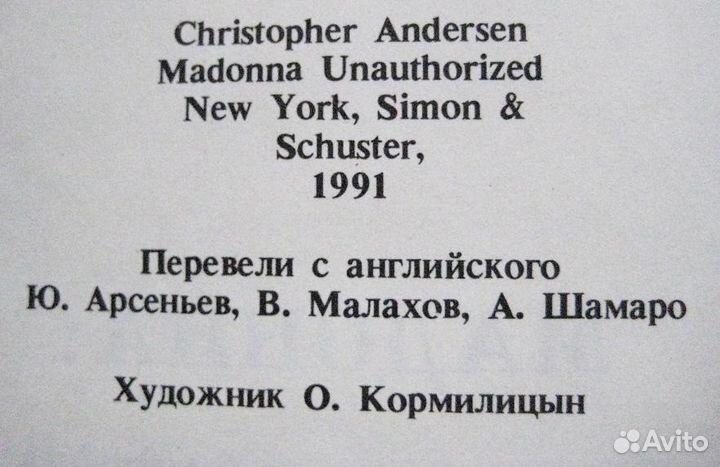 Christopher Andersen
Madonna Unauthorized
New York, Simon &
Schuster,
1991
Перевели с английского
Ю. Арсеньев, В. Малахов, А. Шамаро
Художник О. Кормилицын
Avito